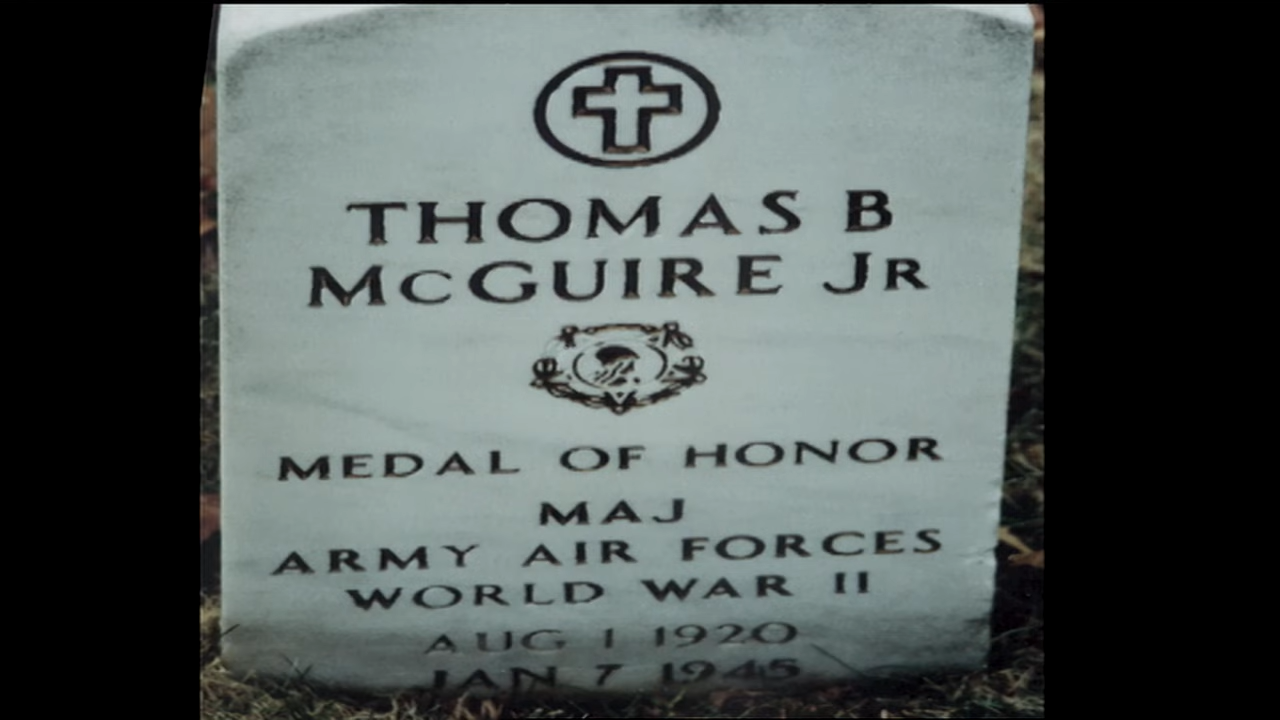 THOMAS B
McGUIRE JR
MEDAL OF HONOR
MAJ
ARMY AIR FORCES
WORLD WAR II
AUG 1 1920
JAN 7 1945